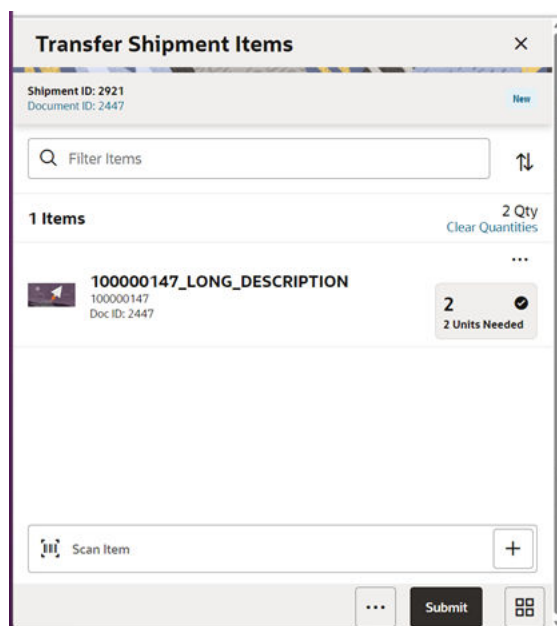 Transfer Shipment Items
Shipment ID: 2921
Document ID: 2447
New
Filter Items
1 Items
2 Qty
Clear Quantities
100000147_LONG_DESCRIPTION
100000147
Doc ID: 2447
2
2 Units Needed
Scan Item
Submit